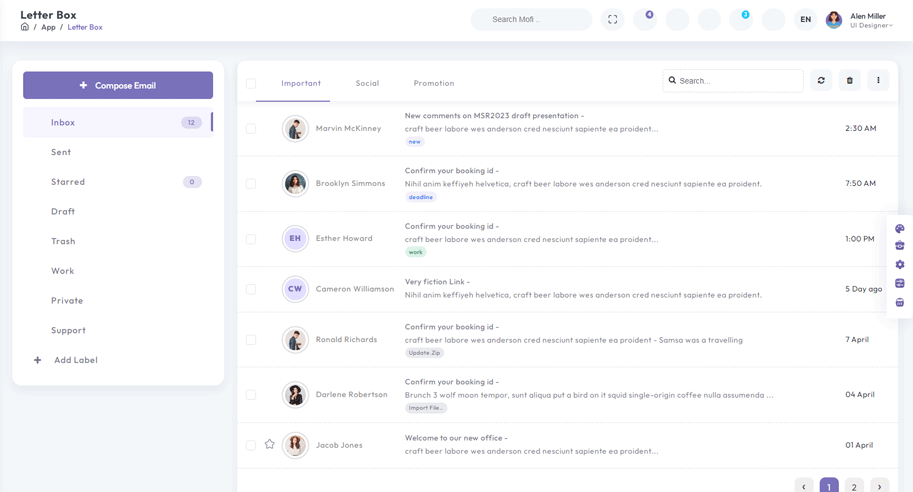 Letter Box
/ App / Letter Box
Search Mofi ..
4
3
EN
Alen Miller
UI Designer
+ Compose Email
Inbox 12
Sent
Starred 0
Draft
Trash
Work
Private
Support
+ Add Label
Important Social Promotion
Search...
Marvin McKinney
New comments on MSR2023 draft presentation -
craft beer labore wes anderson cred nesciunt sapiente ea proident...
new
2:30 AM
Brooklyn Simmons
Confirm your booking id -
Nihil anim keffiyeh helvetica, craft beer labore wes anderson cred nesciunt sapiente ea proident.
deadline
7:50 AM
EH
Esther Howard
Confirm your booking id -
craft beer labore wes anderson cred nesciunt sapiente ea proident...
work
1:00 PM
CW
Cameron Williamson
Very fiction Link -
Nihil anim keffiyeh helvetica, craft beer labore wes anderson cred nesciunt sapiente ea proident.
5 Day ago
Ronald Richards
Confirm your booking id -
craft beer labore wes anderson cred nesciunt sapiente ea proident - Samsa was a travelling
Update.Zip
7 April
Darlene Robertson
Confirm your booking id -
Brunch 3 wolf moon tempor, sunt aliqua put a bird on it squid single-origin coffee nulla assumenda ...
Import File..
04 April
Jacob Jones
Welcome to our new office -
craft beer labore wes anderson cred nesciunt sapiente ea proident...
01 April
‹ 1 2 ›